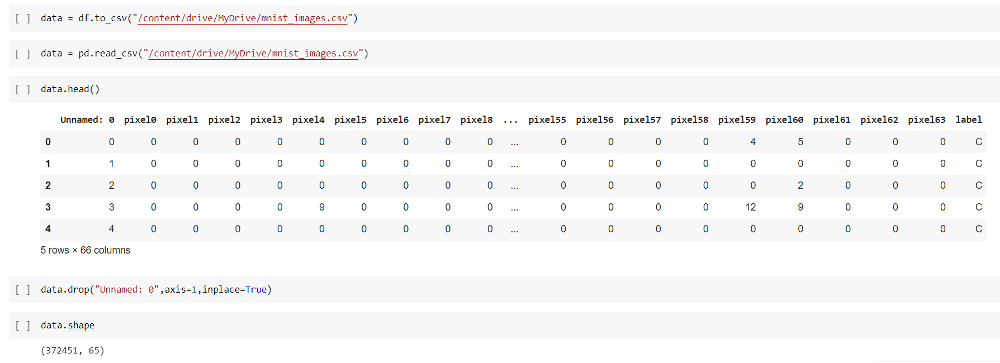 [ ] data = df.to_csv("/content/drive/MyDrive/mnist_images.csv")
[ ] data = pd.read_csv("/content/drive/MyDrive/mnist_images.csv")
[ ] data.head()
Unnamed: 0 pixel0 pixel1 pixel2 pixel3 pixel4 pixel5 pixel6 pixel7 pixel8 ... pixel55 pixel56 pixel57 pixel58 pixel59 pixel60 pixel61 pixel62 pixel63 label
0 0 0 0 0 0 0 0 0 0 0 ... 0 0 0 0 4 5 0 0 0 C
1 1 0 0 0 0 0 0 0 0 0 ... 0 0 0 0 0 0 0 0 0 C
2 2 0 0 0 0 0 0 0 0 0 ... 0 0 0 0 0 2 0 0 0 C
3 3 0 0 0 0 9 0 0 0 0 ... 0 0 0 0 12 9 0 0 0 C
4 4 0 0 0 0 0 0 0 0 0 ... 0 0 0 0 0 0 0 0 0 C
5 rows × 66 columns
[ ] data.drop("Unnamed: 0",axis=1,inplace=True)
[ ] data.shape
(372451, 65)